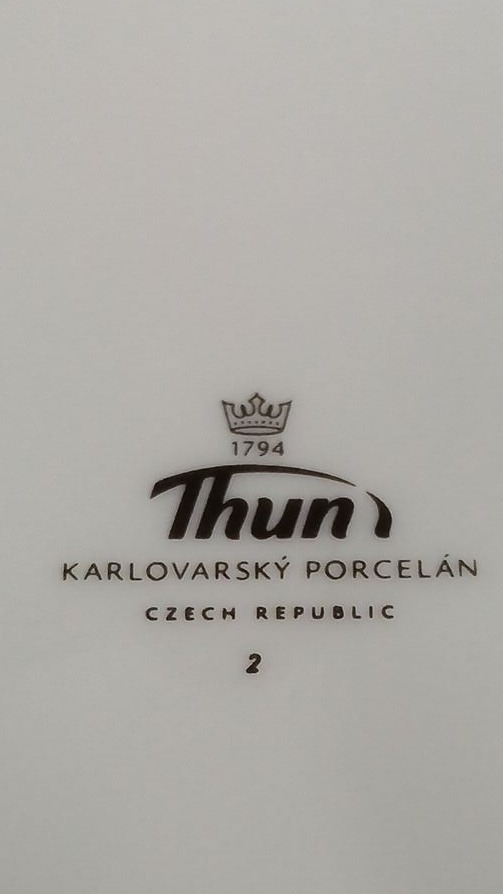 1794
Thun
KARLOVARSKÝ PORCELÁN
CZECH REPUBLIC
2